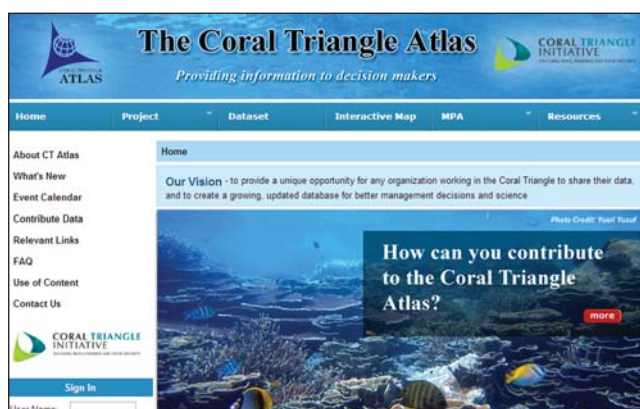 The Coral Triangle Atlas
CORAL TRIANGLE
ATLAS
Providing information to decision makers
CORAL TRIANGLE
INITIATIVE
Home Project Dataset Interactive Map MPA Resources
About CT Atlas
What's New
Event Calendar
Contribute Data
Relevant Links
FAQ
Use of Content
Contact Us
CORAL TRIANGLE
INITIATIVE
Sign In
User Name:
Home
Our Vision - to provide a unique opportunity for any organization working in the Coral Triangle to share their data,
and to create a growing, updated database for better management decisions and science
Photo Credit: Yusri Yusuf
How can you contribute
to the Coral Triangle
Atlas?
more